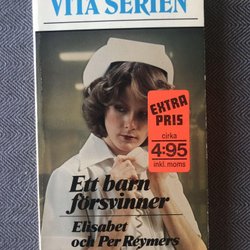 VITA SERIEN
EXTRA
PRIS
cirka
4:95
inkl. moms
Ett barn
försvinner
Elisabet
och Per Reymers